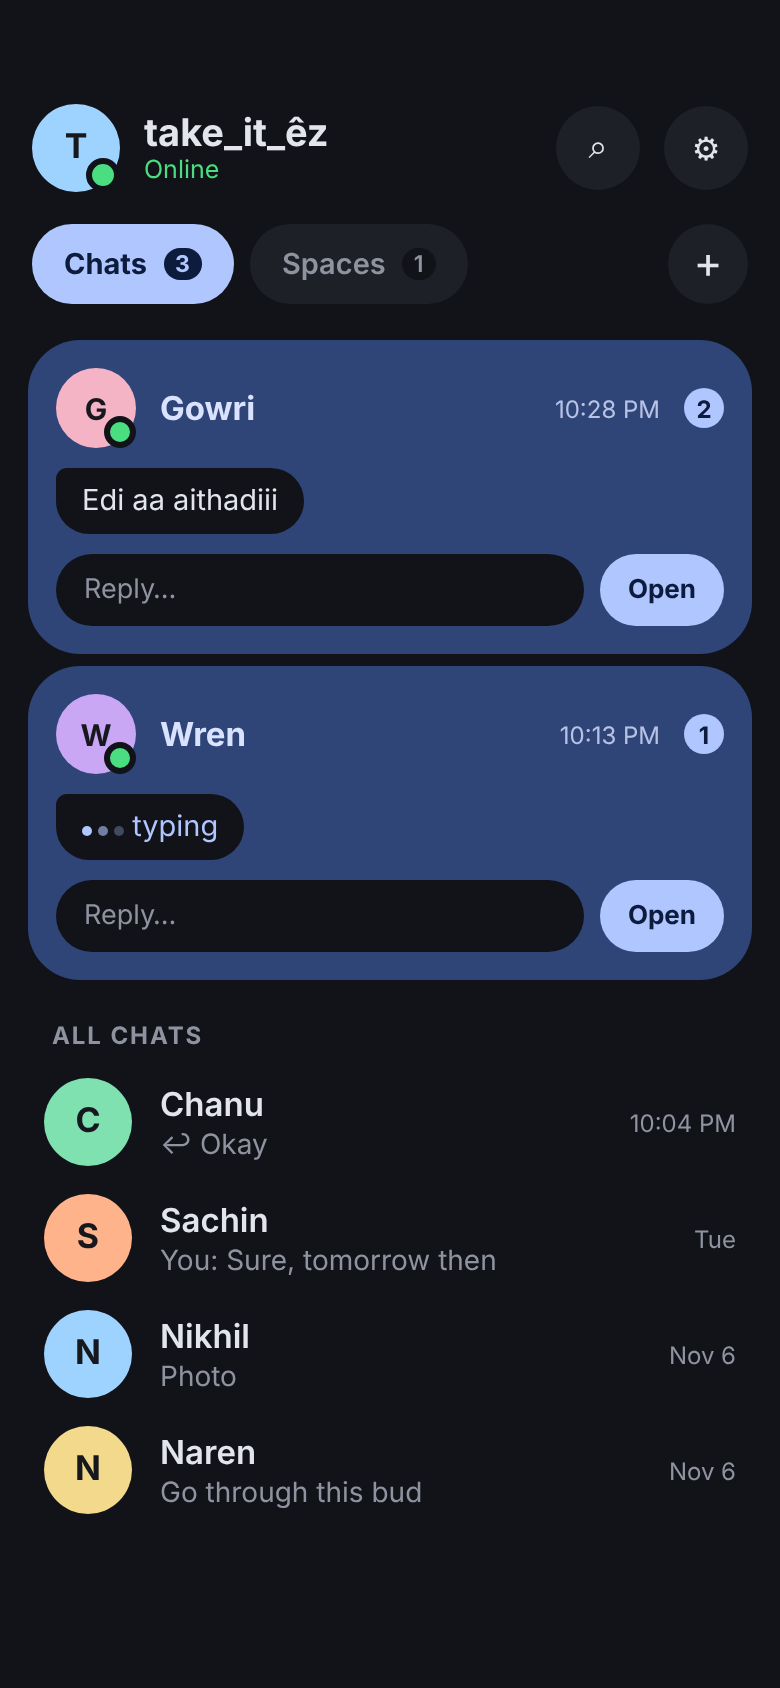 T
take_it_êz
Online
Chats 3
Spaces 1
+
G
Gowri
10:28 PM
2
Edi aa aithadiii
Reply...
Open
W
Wren
10:13 PM
1
typing
Reply...
Open
ALL CHATS
C
Chanu
10:04 PM
↩ Okay
S
Sachin
Tue
You: Sure, tomorrow then
N
Nikhil
Nov 6
Photo
N
Naren
Nov 6
Go through this bud